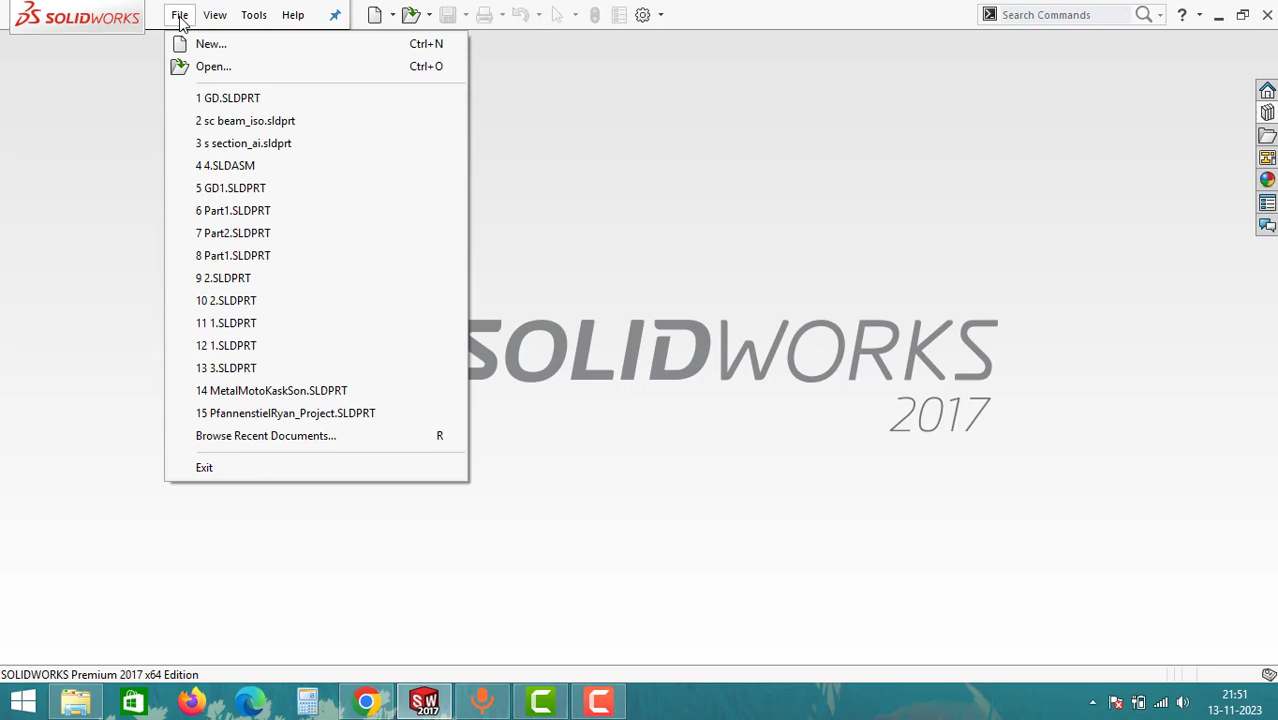 SOLIDWORKS File View Tools Help Search Commands ?
New... Ctrl+N
Open... Ctrl+O
1 GD.SLDPRT
2 sc beam_iso.sldprt
3 s section_ai.sldprt
4 4.SLDASM
5 GD1.SLDPRT
6 Part1.SLDPRT
7 Part2.SLDPRT
8 Part1.SLDPRT
9 2.SLDPRT
10 2.SLDPRT
11 1.SLDPRT
12 1.SLDPRT
13 3.SLDPRT
14 MetalMotoKaskSon.SLDPRT
15 PfannenstielRyan_Project.SLDPRT
Browse Recent Documents... R
Exit
SOLIDWORKS
2017
SOLIDWORKS Premium 2017 x64 Edition
SW
2017
21:51
13-11-2023